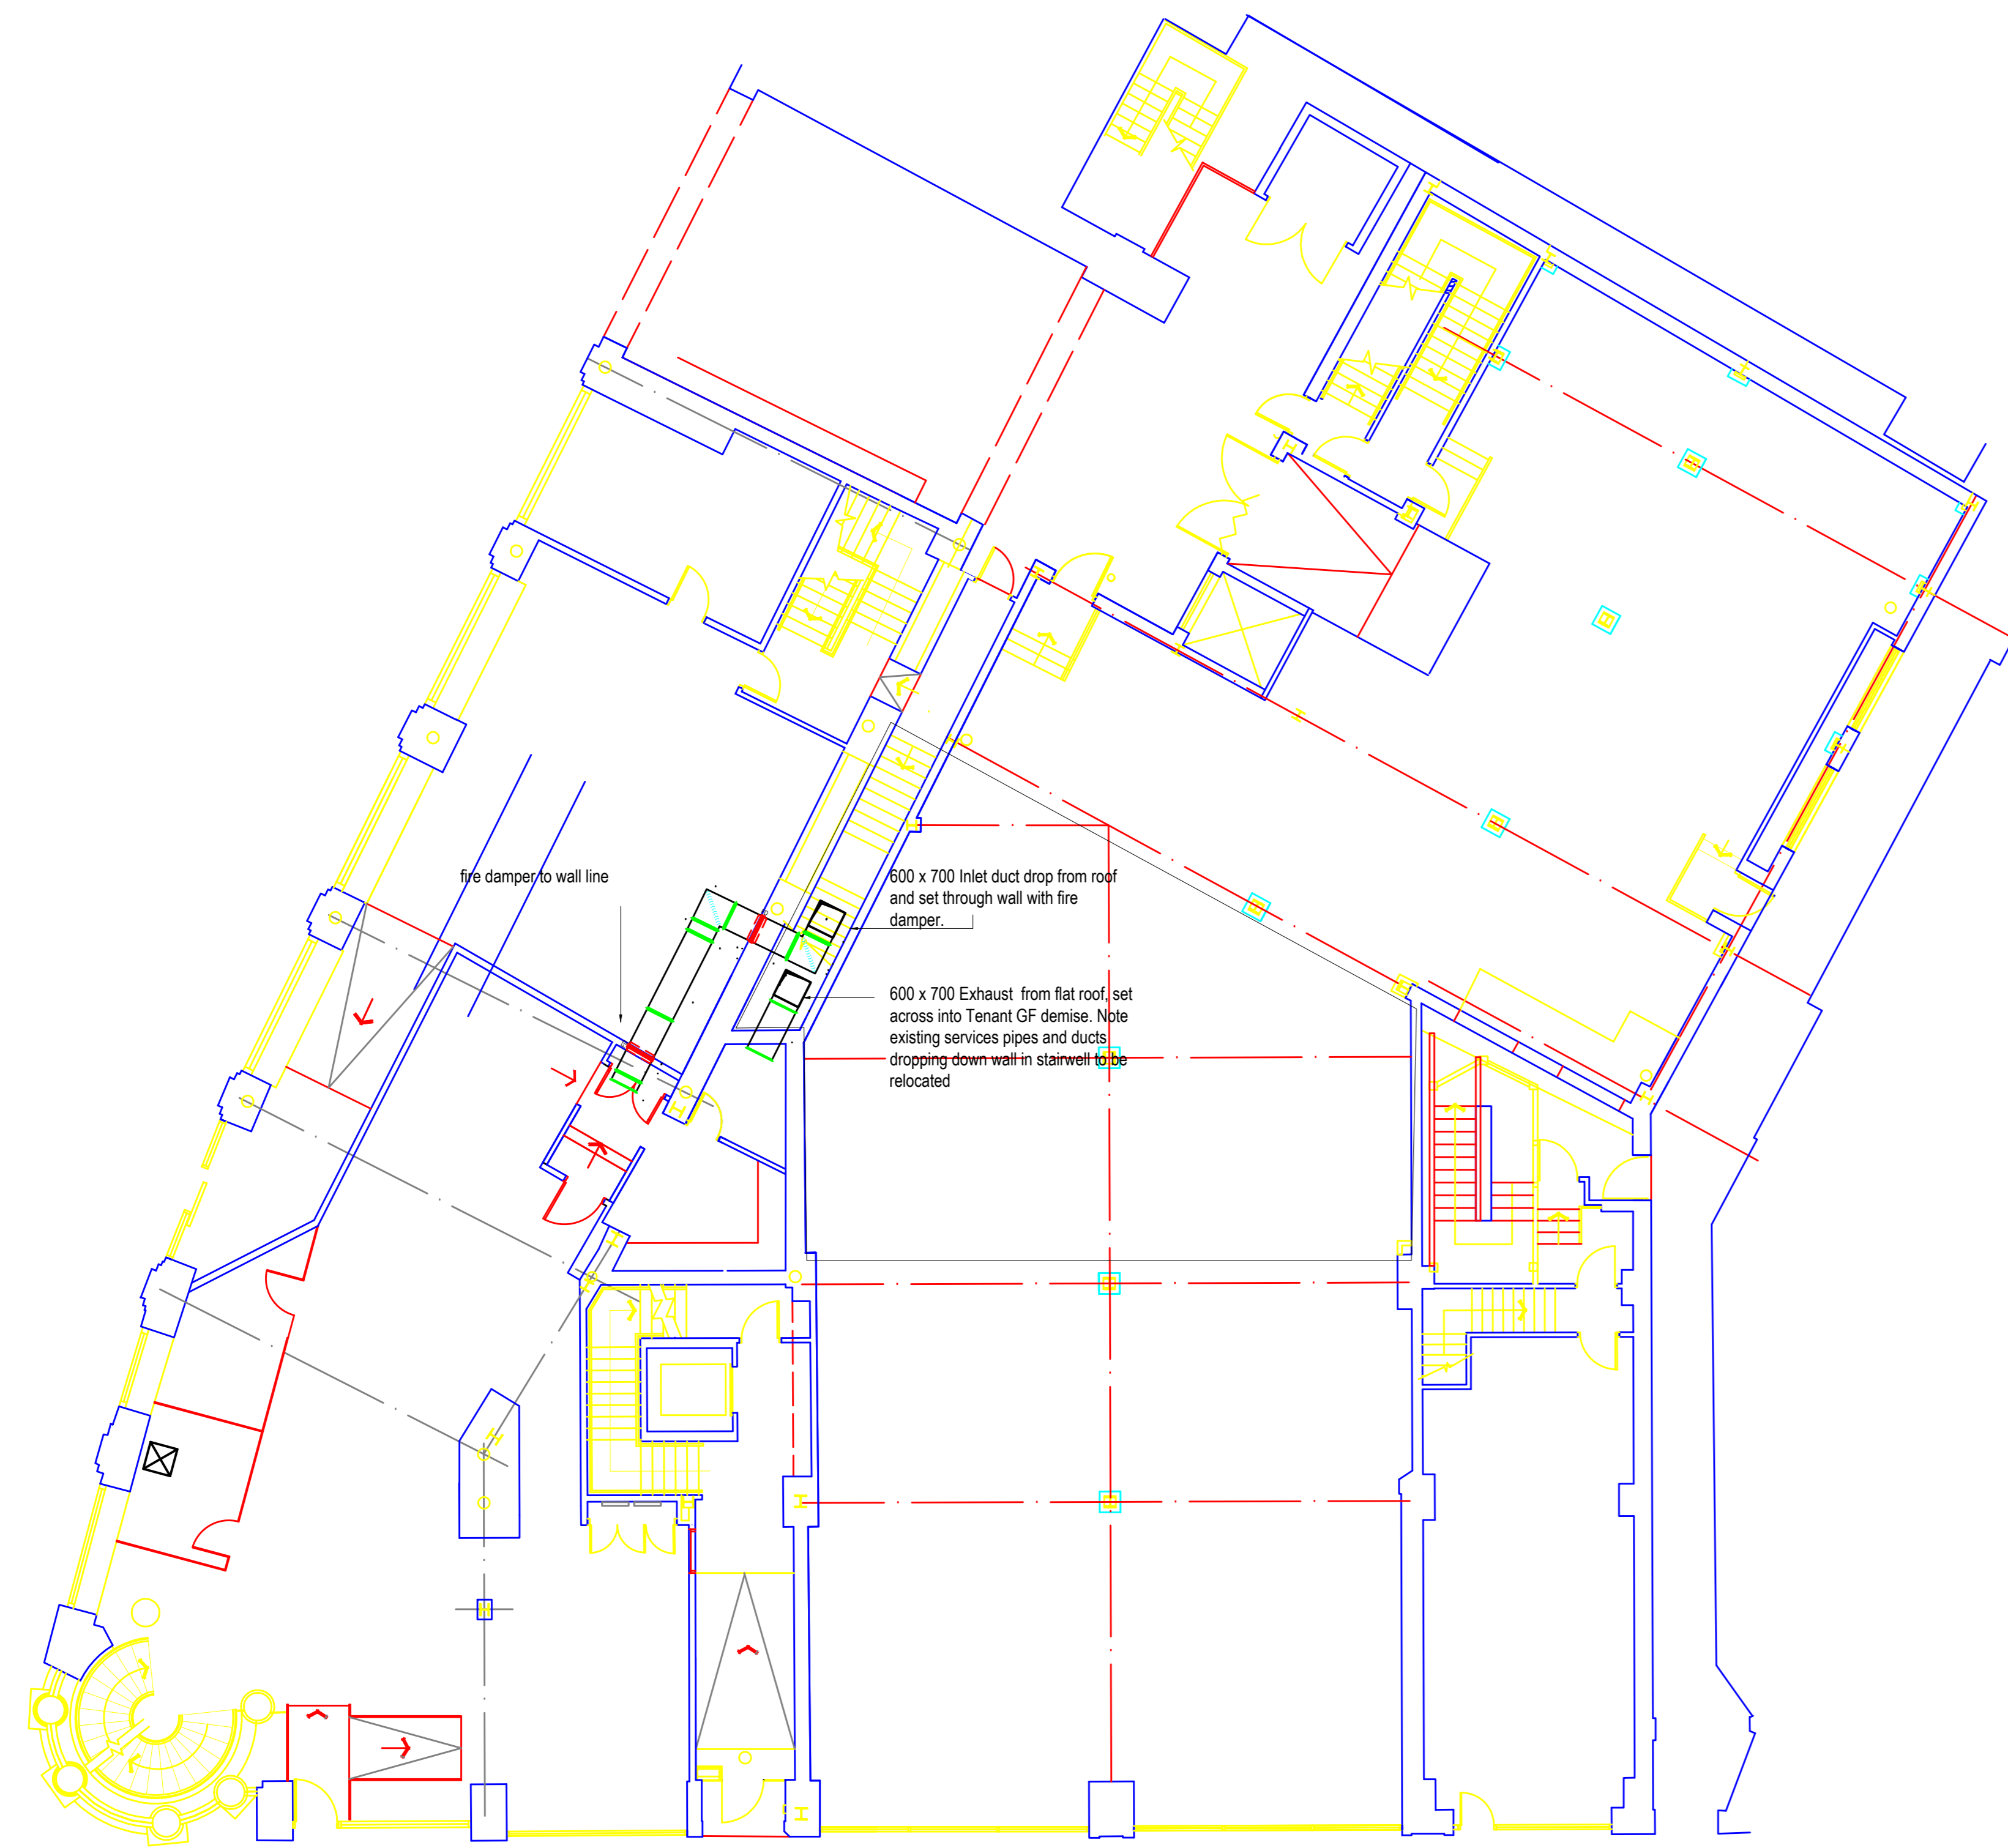 fire damper to wall line
600 x 700 Inlet duct drop from roof
and set through wall with fire
damper.
600 x 700 Exhaust from flat roof, set
across into Tenant GF demise. Note
existing services pipes and ducts
dropping down wall in stairwell to be
relocated